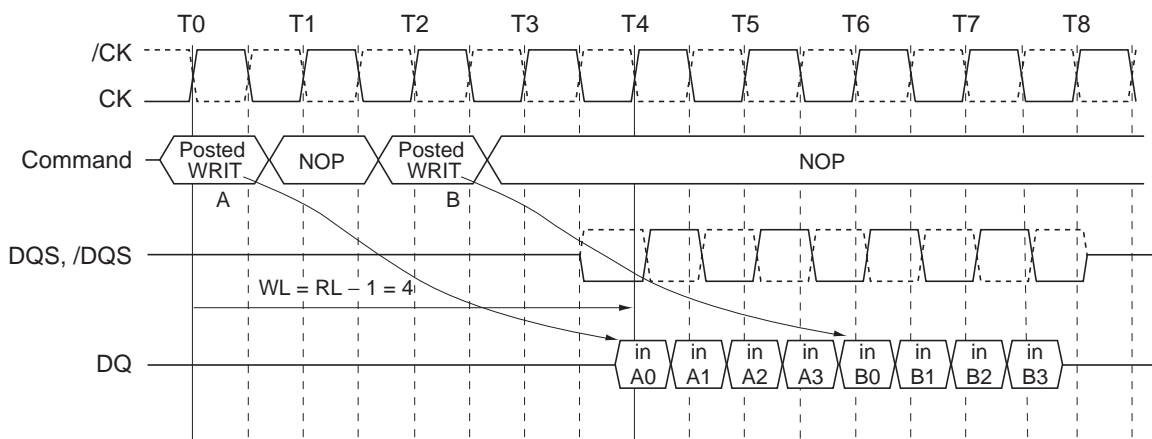 T0 T1 T2 T3 T4 T5 T6 T7 T8
/CK
CK
Command
Posted
WRIT
NOP
Posted
WRIT
NOP
A
B
DQS, /DQS
WL = RL − 1 = 4
DQ
in
A0
in
A1
in
A2
in
A3
in
B0
in
B1
in
B2
in
B3